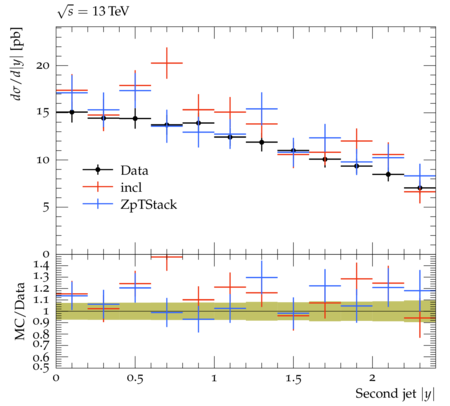 √s = 13 TeV
dσ/d|y| [pb]
20
15
10
5
0
Data
incl
ZpTStack
MC/Data
1.4
1.3
1.2
1.1
1
0.9
0.8
0.7
0.6
0.5
0 0.5 1 1.5 2
Second jet |y|